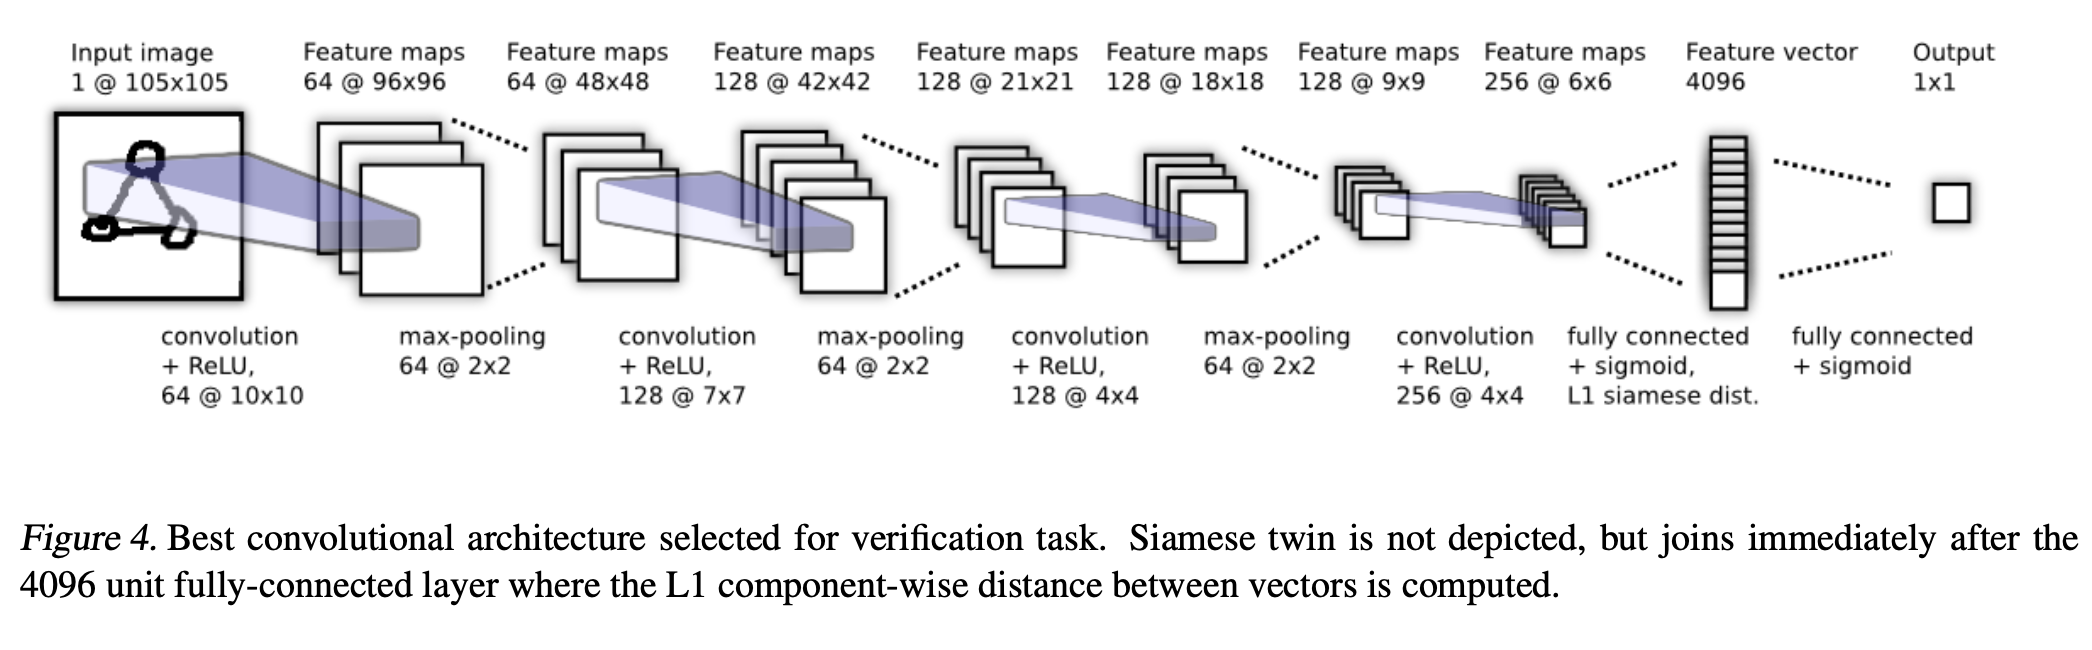 Input image
1 @ 105x105
Feature maps
64 @ 96x96
Feature maps
64 @ 48x48
Feature maps
128 @ 42x42
Feature maps
128 @ 21x21
Feature maps
128 @ 18x18
Feature maps
128 @ 9x9
Feature maps
256 @ 6x6
Feature vector
4096
Output
1x1
convolution
+ ReLU,
64 @ 10x10
max-pooling
64 @ 2x2
convolution
+ ReLU,
128 @ 7x7
max-pooling
64 @ 2x2
convolution
+ ReLU,
128 @ 4x4
max-pooling
64 @ 2x2
convolution
+ ReLU,
256 @ 4x4
fully connected
+ sigmoid,
L1 siamese dist.
fully connected
+ sigmoid
Figure 4. Best convolutional architecture selected for verification task. Siamese twin is not depicted, but joins immediately after the
4096 unit fully-connected layer where the L1 component-wise distance between vectors is computed.